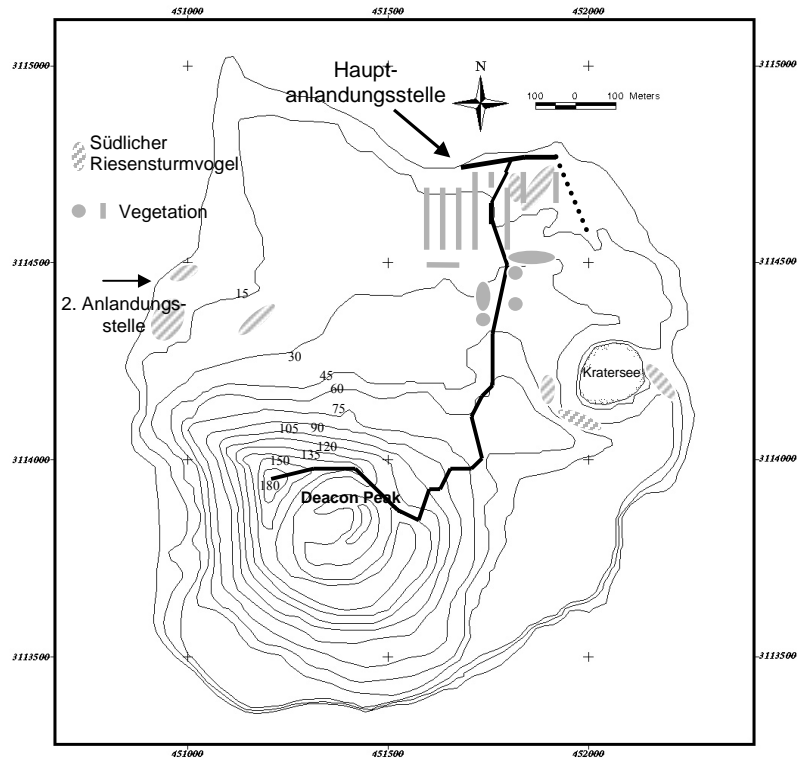 451000
451500
452000
3115000
3115000
Haupt-
anlandungsstelle
N
100 0 100 Meters
Südlicher
Riesensturmvogel
Vegetation
3114500
3114500
2. Anlandungs-
stelle
15
30
45
60
75
90
105
120
135
150
180
Kratersee
3114000
3114000
Deacon Peak
3113500
3113500
451000
451500
452000